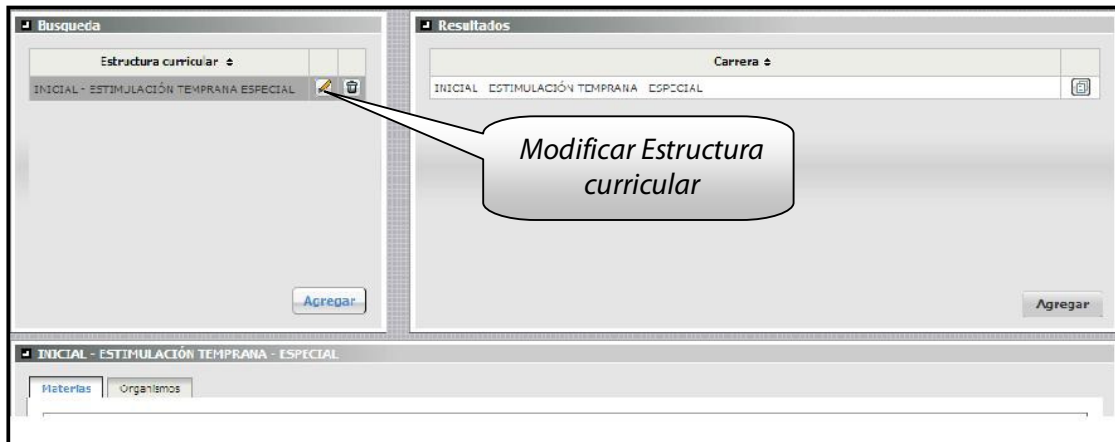 Busqueda
Estructura curricular
INICIAL - ESTIMULACIÓN TEMPRANA ESPECIAL
Agregar
Resultados
Carrera
INICIAL ESTIMULACIÓN TEMPRANA ESPECIAL
Modificar Estructura
curricular
Agregar
INICIAL - ESTIMULACIÓN TEMPRANA - ESPECIAL
Materias
Organismos